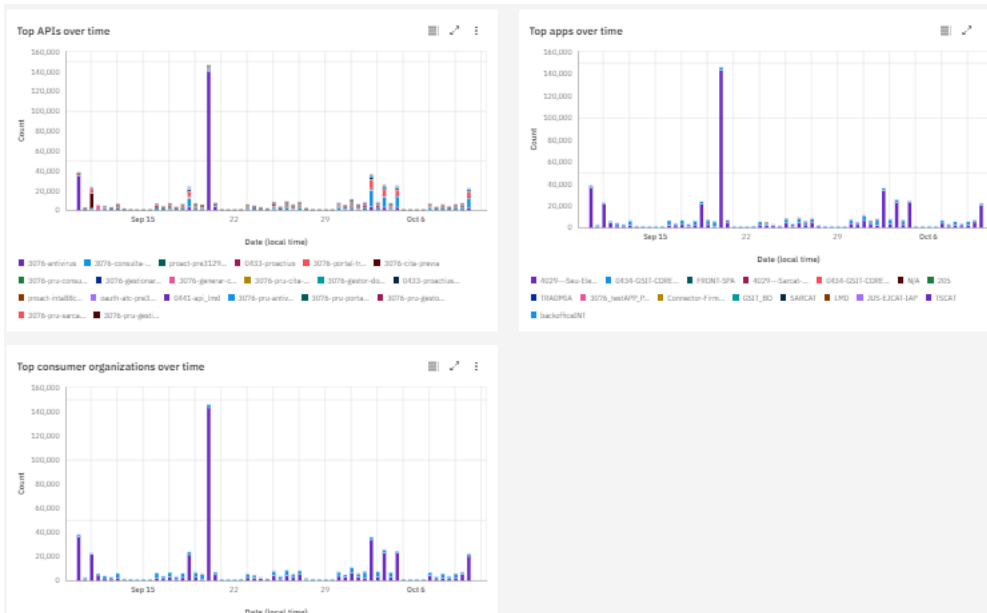 Top APIs over time
160,000
140,000
120,000
100,000
80,000
60,000
40,000
20,000
0
Count
Sep 15 22 29 Oct 6
Date (local time)
3076-antivirus 3076-consulta-... proact-pre3129... 0433-proactius 3076-portal-tr... 3076-cita-previa
3076-pru-consu... 3076-gestionar... 3076-generar-c... 3076-pru-cita-... 3076-gestor-do... 0433-proactius...
oauth-atc-pre3... 0441-api_lmd 3076-pru-antiv... 3076-pru-porta... 3076-pru-gesti...
3076-pru-sarca... 3076-pru-gesti...
Top apps over time
160,000
140,000
120,000
100,000
80,000
60,000
40,000
20,000
0
Count
Sep 15 22 29 Oct 6
Date (local time)
4029---Seu-Ele... 0434-GSIT-CORE... FRONT-SPA 4029---Sarcat-... 0434-GSIT-CORE... N/A 205
3076_testAPP_P... Connector-Firm... GSIT_BO SARCAT LMD JUS-EJCAT-IAP TSCAT
backofficeINT
Top consumer organizations over time
160,000
140,000
120,000
100,000
80,000
60,000
40,000
20,000
0
Count
Sep 15 22 29 Oct 6
Date (local time)